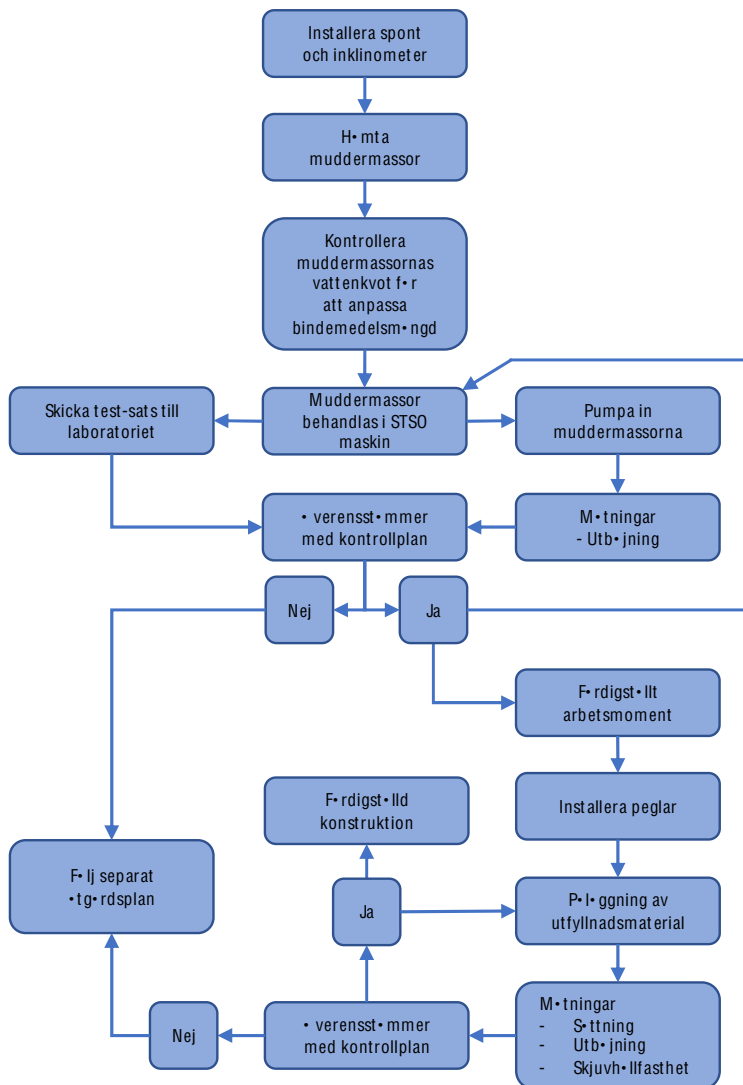 Installera spont
och inklinometer
H•mta
muddermassor
Kontrollera
muddermassornas
vattenkvot f•r
att anpassa
bindemedelsm•ngd
Skicka test-sats till
laboratoriet
Muddermassor
behandlas i STSO
maskin
Pumpa in
muddermassorna
•verensst•mmer
med kontrollplan
M•tningar
- Utb•jning
Nej
Ja
F•rdigst•llt
arbetsmoment
F•rdigst•lld
konstruktion
Installera peglar
F•lj separat
•tg•rdsplan
Ja
P•l•ggning av
utfyllnadsmaterial
Nej
•verensst•mmer
med kontrollplan
M•tningar
- S•ttning
- Utb•jning
- Skjuvh•llfasthet